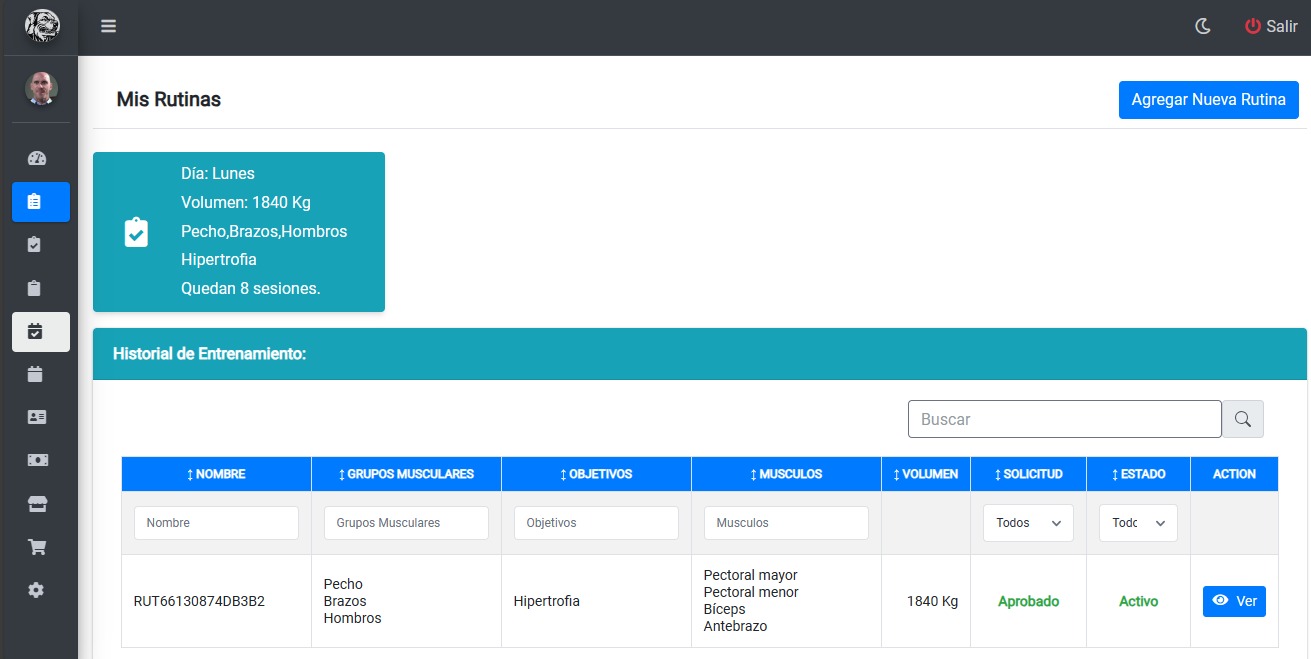 Salir
Mis Rutinas
Agregar Nueva Rutina
Día: Lunes
Volumen: 1840 Kg
Pecho,Brazos,Hombros
Hipertrofia
Quedan 8 sesiones.
Historial de Entrenamiento:
Buscar
↕ NOMBRE ↕ GRUPOS MUSCULARES ↕ OBJETIVOS ↕ MUSCULOS ↕ VOLUMEN ↕ SOLICITUD ↕ ESTADO ACTION
Nombre Grupos Musculares Objetivos Musculos Todos Todc
RUT66130874DB3B2
Pecho
Brazos
Hombros
Hipertrofia
Pectoral mayor
Pectoral menor
Bíceps
Antebrazo
1840 Kg
Aprobado
Activo
Ver